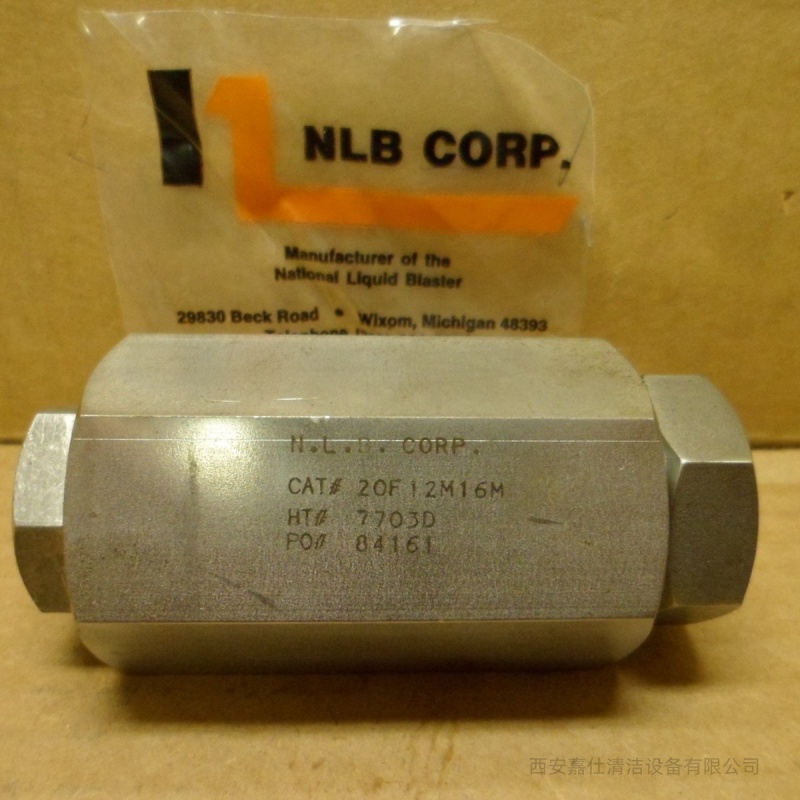 NLB CORP.
Manufacturer of the
National Liquid Blaster
29830 Beck Road • Wixom, Michigan 48393
N.L.B. CORP.
CAT# 20F12M16M
HT# 7703D
PO# 84161
西安嘉仕清洁设备有限公司